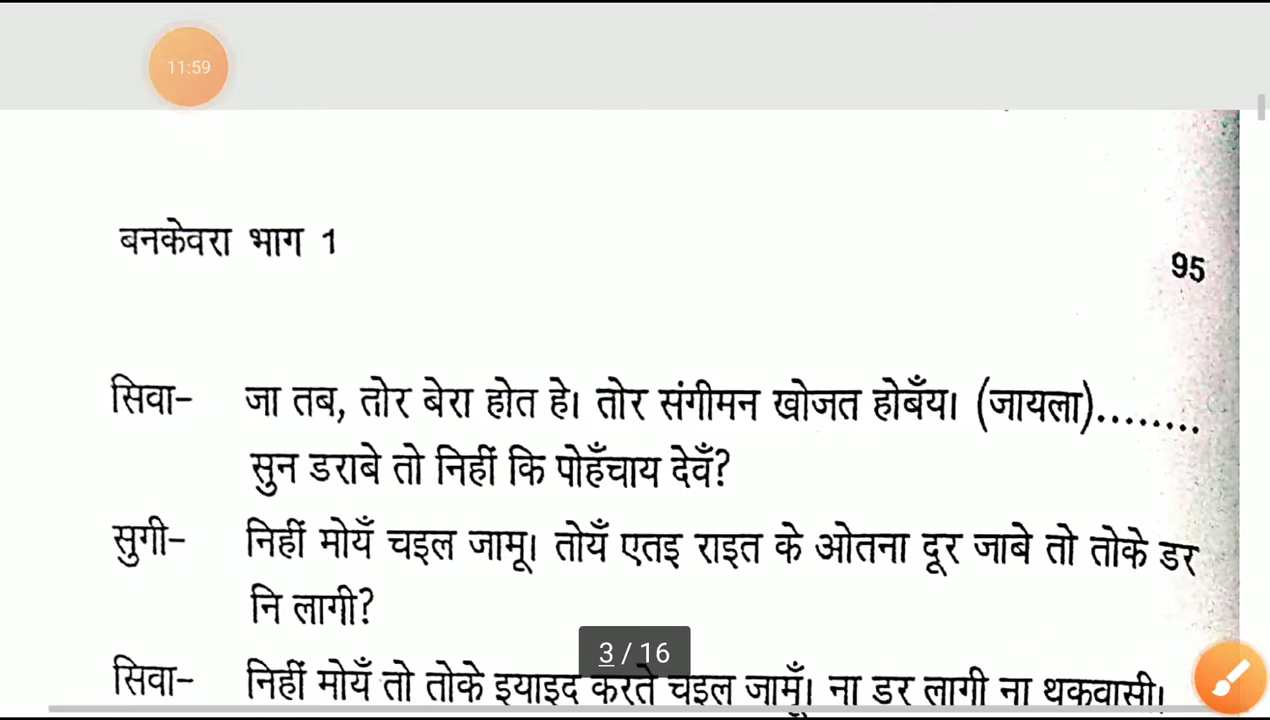 11:59
बनकेवरा भाग 1
95
सिवा- जा तब, तोर बेरा होत हे। तोर संगीमन खोजत होबँय। (जायला)........
सुन डराबे तो निहीं कि पोहँचाय देवँ?
सुगी- निहीं मोयँ चइल जामू। तोयँ एतइ राइत के ओतना दूर जाबे तो तोके डर
नि लागी?
3 / 16
सिवा- निहीं मोयँ तो तोके इयाइद करते चइल जामूँ। ना डर लागी ना थकवासी।